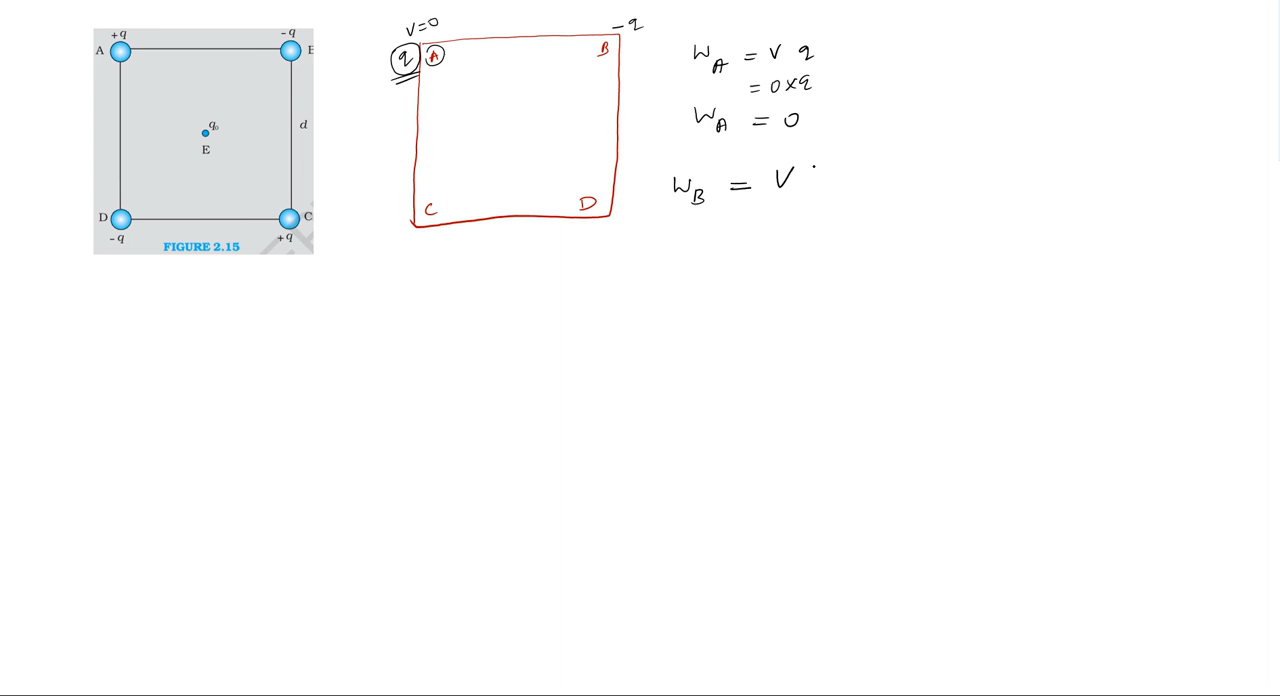 +q - q
A B
q₀
E
d
D C
- q +q
FIGURE 2.15
V=0 - q
q A B
C D
W_A = V q
= 0×q
W_A = 0
W_B = V